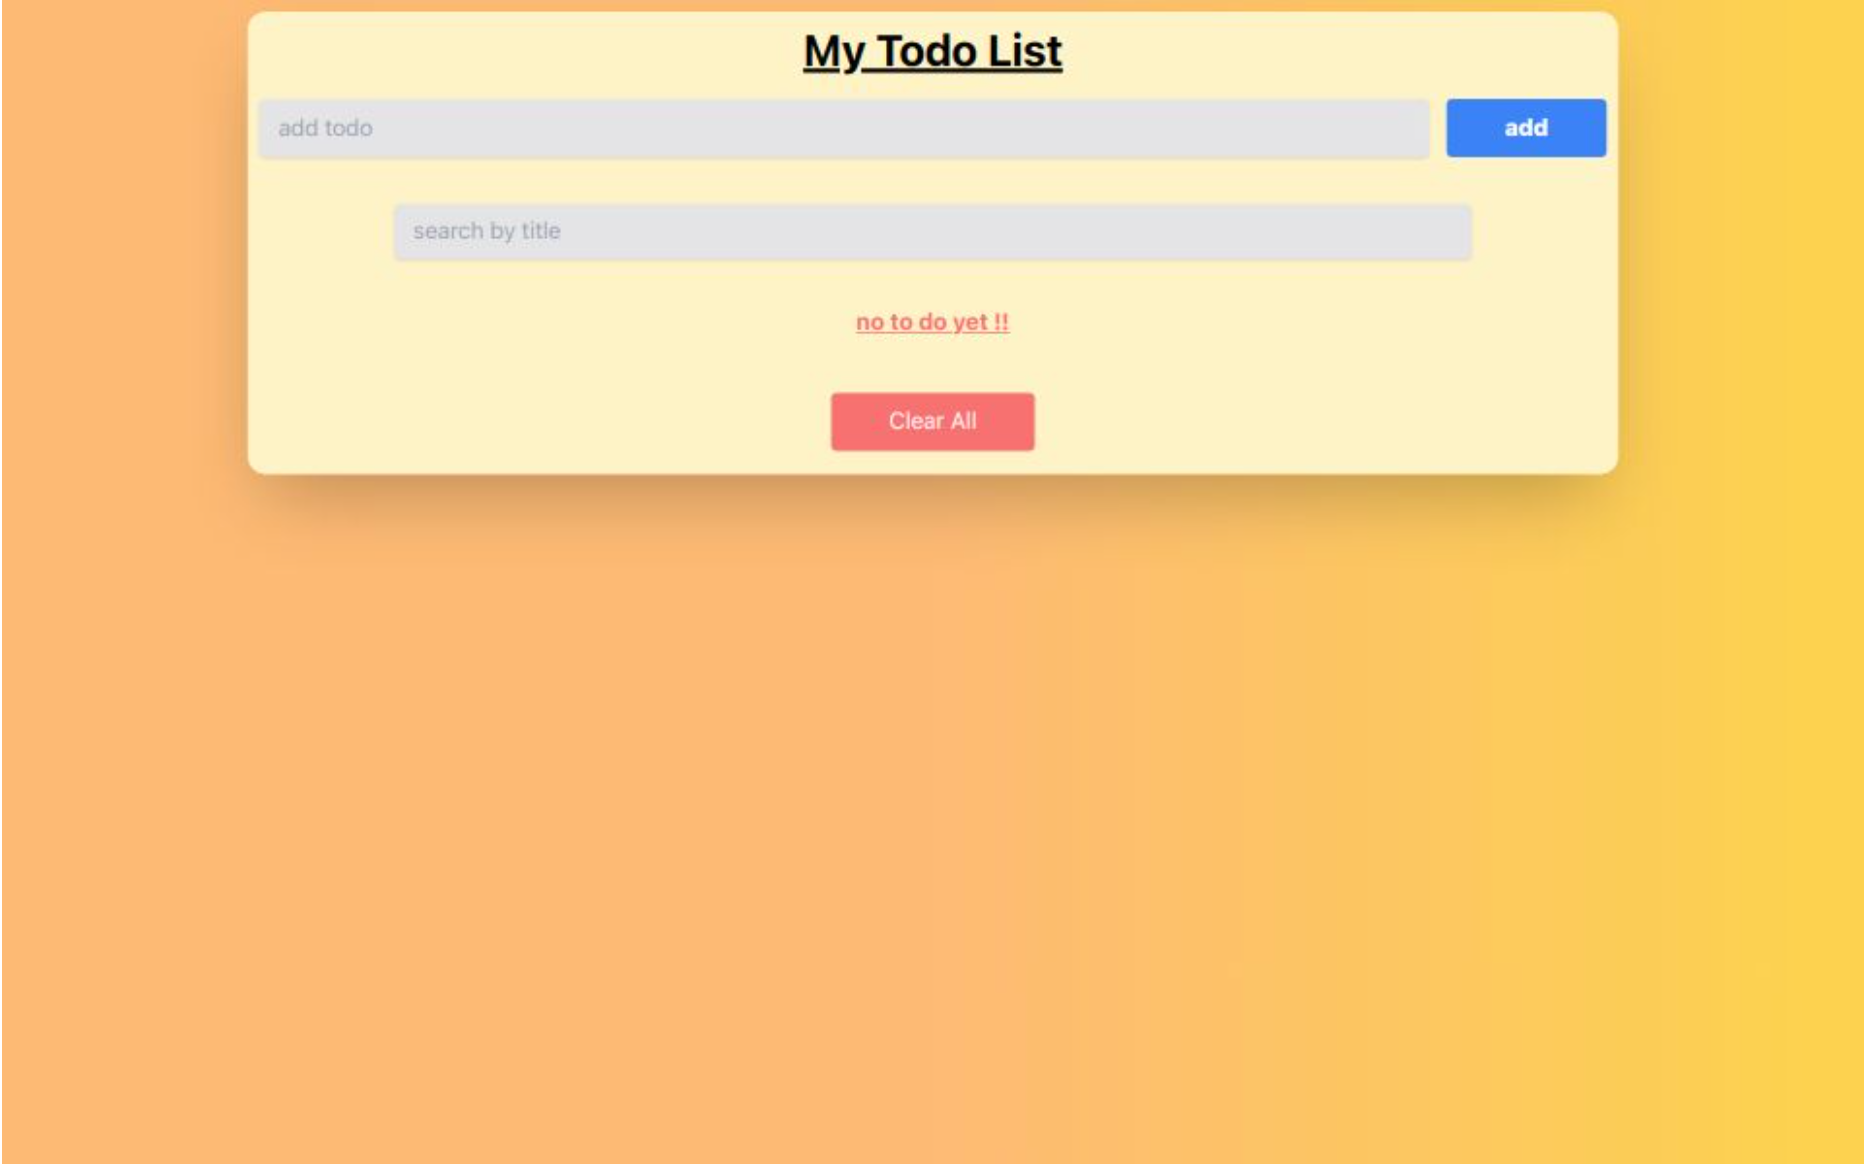 My Todo List
add todo
add
search by title
no to do yet !!
Clear All